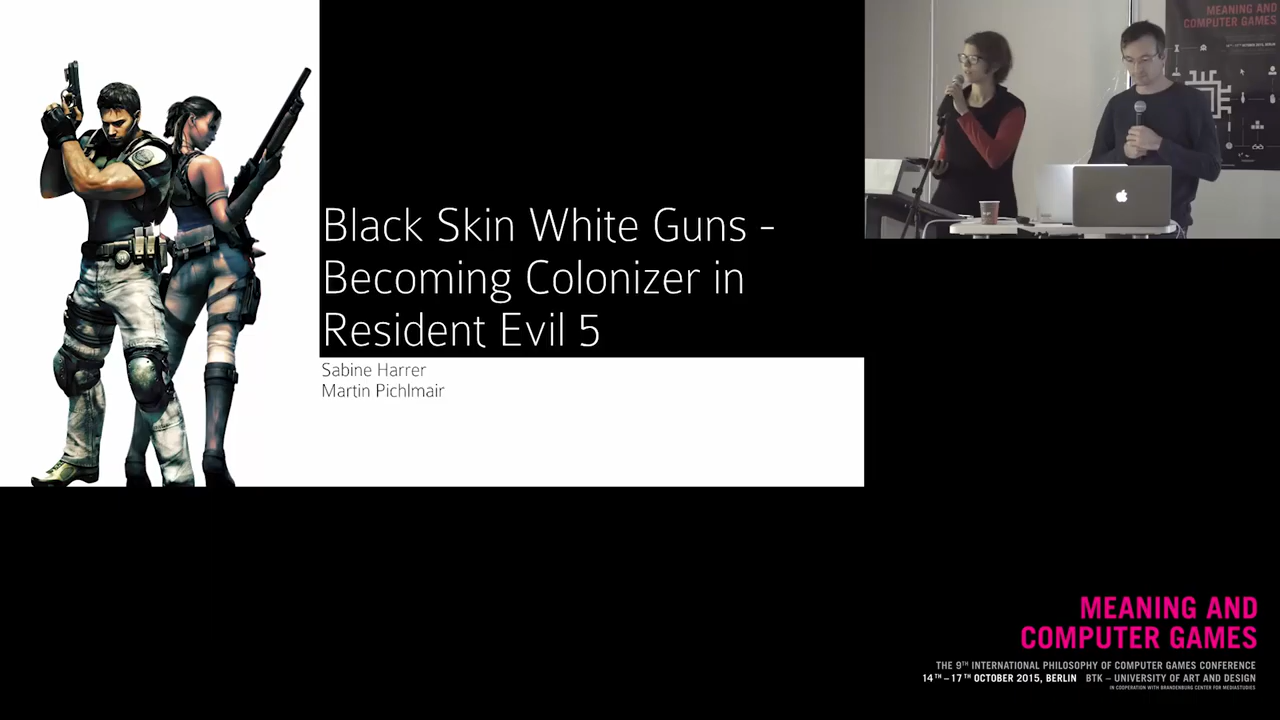 Black Skin White Guns -
Becoming Colonizer in
Resident Evil 5
Sabine Harrer
Martin Pichlmair
MEANING AND
COMPUTER GAMES
MEANING AND
COMPUTER GAMES
THE 9TH INTERNATIONAL PHILOSOPHY OF COMPUTER GAMES CONFERENCE
14TH – 17TH OCTOBER 2015, BERLIN BTK – UNIVERSITY OF ART AND DESIGN
IN COOPERATION WITH BRANDENBURG CENTER FOR MEDIASTUDIES